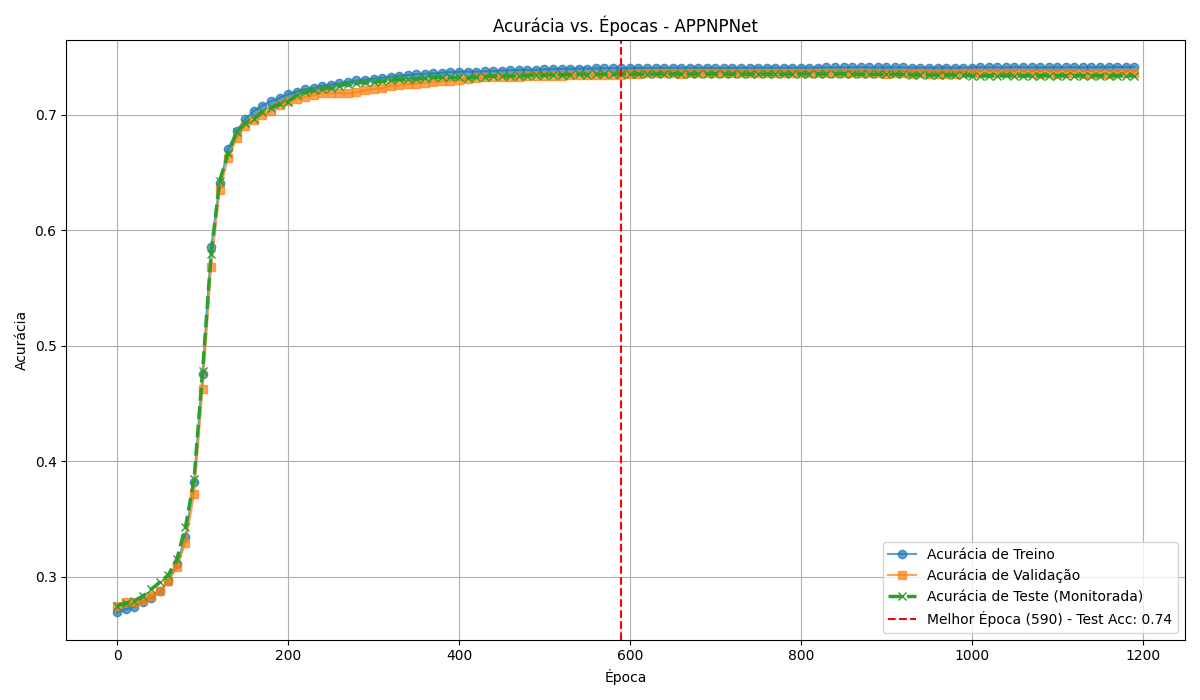 Acurácia vs. Épocas - APPNPNet
Acurácia
0.7
0.6
0.5
0.4
0.3
0
200
400
600
800
1000
1200
Época
Acurácia de Treino
Acurácia de Validação
Acurácia de Teste (Monitorada)
Melhor Época (590) - Test Acc: 0.74